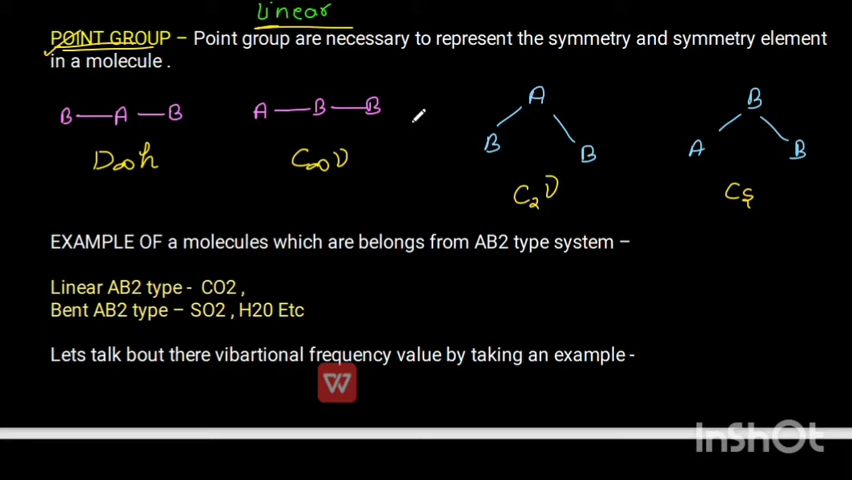 Linear
POINT GROUP – Point group are necessary to represent the symmetry and symmetry element
in a molecule .
B — A — B
A — B — B
A
B B
B
A B
D∞h
C∞V
C2V
Cs
EXAMPLE OF a molecules which are belongs from AB2 type system –
Linear AB2 type - CO2 ,
Bent AB2 type – SO2 , H20 Etc
Lets talk bout there vibartional frequency value by taking an example -
W
InShOt